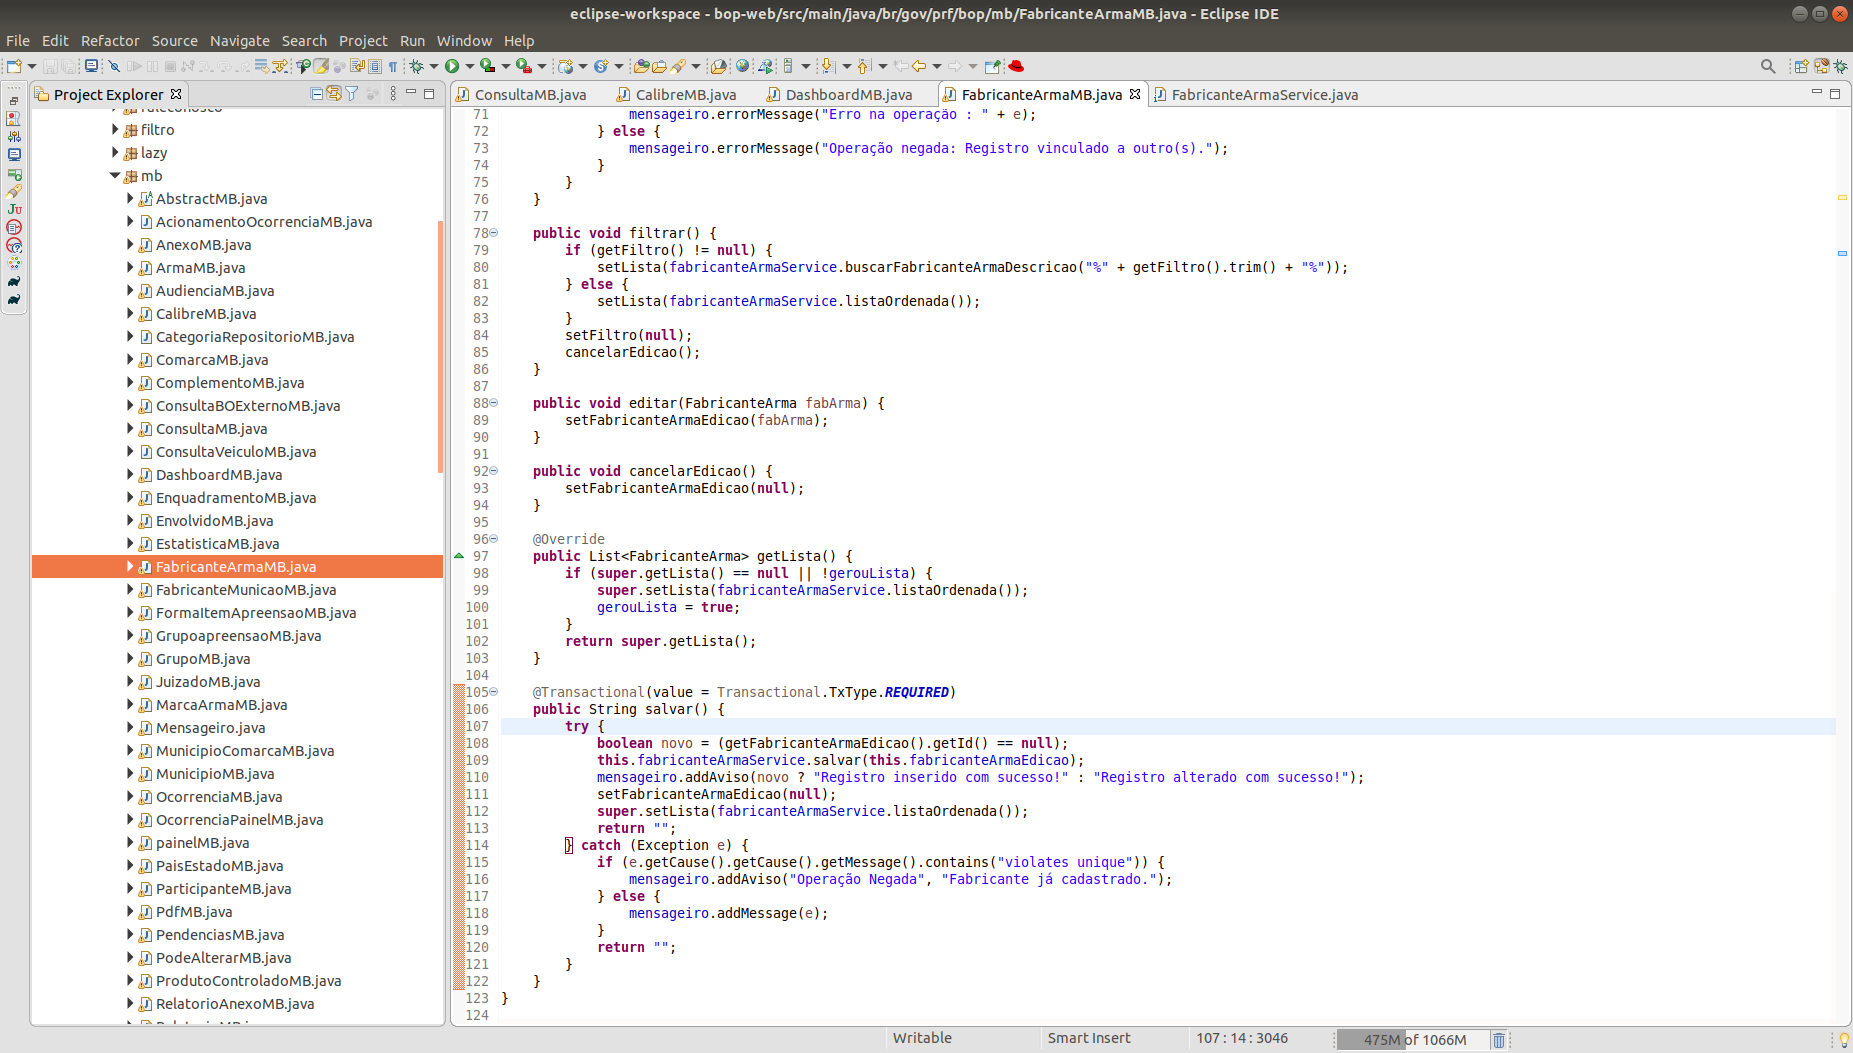 eclipse-workspace - bop-web/src/main/java/br/gov/prf/bop/mb/FabricanteArmaMB.java - Eclipse IDE
File Edit Refactor Source Navigate Search Project Run Window Help
Project Explorer
ConsultaMB.java CalibreMB.java DashboardMB.java FabricanteArmaMB.java FabricanteArmaService.java
filtro
lazy
mb
AbstractMB.java
AcionamentoOcorrenciaMB.java
AnexoMB.java
ArmaMB.java
AudienciaMB.java
CalibreMB.java
CategoriaRepositorioMB.java
ComarcaMB.java
ComplementoMB.java
ConsultaBOExternoMB.java
ConsultaMB.java
ConsultaVeiculoMB.java
DashboardMB.java
EnquadramentoMB.java
EnvolvidoMB.java
EstatisticaMB.java
FabricanteArmaMB.java
FabricanteMunicaoMB.java
FormaItemApreensaoMB.java
GrupoapreensaoMB.java
GrupoMB.java
JuizadoMB.java
MarcaArmaMB.java
Mensageiro.java
MunicipioComarcaMB.java
MunicipioMB.java
OcorrenciaMB.java
OcorrenciaPainelMB.java
painelMB.java
PaisEstadoMB.java
ParticipanteMB.java
PdfMB.java
PendenciasMB.java
PodeAlterarMB.java
ProdutoControladoMB.java
RelatorioAnexoMB.java
71 mensageiro.errorMessage("Erro na operação : " + e);
72 } else {
73 mensageiro.errorMessage("Operação negada: Registro vinculado a outro(s).");
74 }
75 }
76 }
77
78 public void filtrar() {
79 if (getFiltro() != null) {
80 setLista(fabricanteArmaService.buscarFabricanteArmaDescricao("%" + getFiltro().trim() + "%"));
81 } else {
82 setLista(fabricanteArmaService.listaOrdenada());
83 }
84 setFiltro(null);
85 cancelarEdicao();
86 }
87
88 public void editar(FabricanteArma fabArma) {
89 setFabricanteArmaEdicao(fabArma);
90 }
91
92 public void cancelarEdicao() {
93 setFabricanteArmaEdicao(null);
94 }
95
96 @Override
97 public List<FabricanteArma> getLista() {
98 if (super.getLista() == null || !gerouLista) {
99 super.setLista(fabricanteArmaService.listaOrdenada());
100 gerouLista = true;
101 }
102 return super.getLista();
103 }
104
105 @Transactional(value = Transactional.TxType.REQUIRED)
106 public String salvar() {
107 try {
108 boolean novo = (getFabricanteArmaEdicao().getId() == null);
109 this.fabricanteArmaService.salvar(this.fabricanteArmaEdicao);
110 mensageiro.addAviso(novo ? "Registro inserido com sucesso!" : "Registro alterado com sucesso!");
111 setFabricanteArmaEdicao(null);
112 super.setLista(fabricanteArmaService.listaOrdenada());
113 return "";
114 } catch (Exception e) {
115 if (e.getCause().getCause().getMessage().contains("violates unique")) {
116 mensageiro.addAviso("Operação Negada", "Fabricante já cadastrado.");
117 } else {
118 mensageiro.addMessage(e);
119 }
120 return "";
121 }
122 }
123 }
124
Writable Smart Insert 107 : 14 : 3046 475M of 1066M